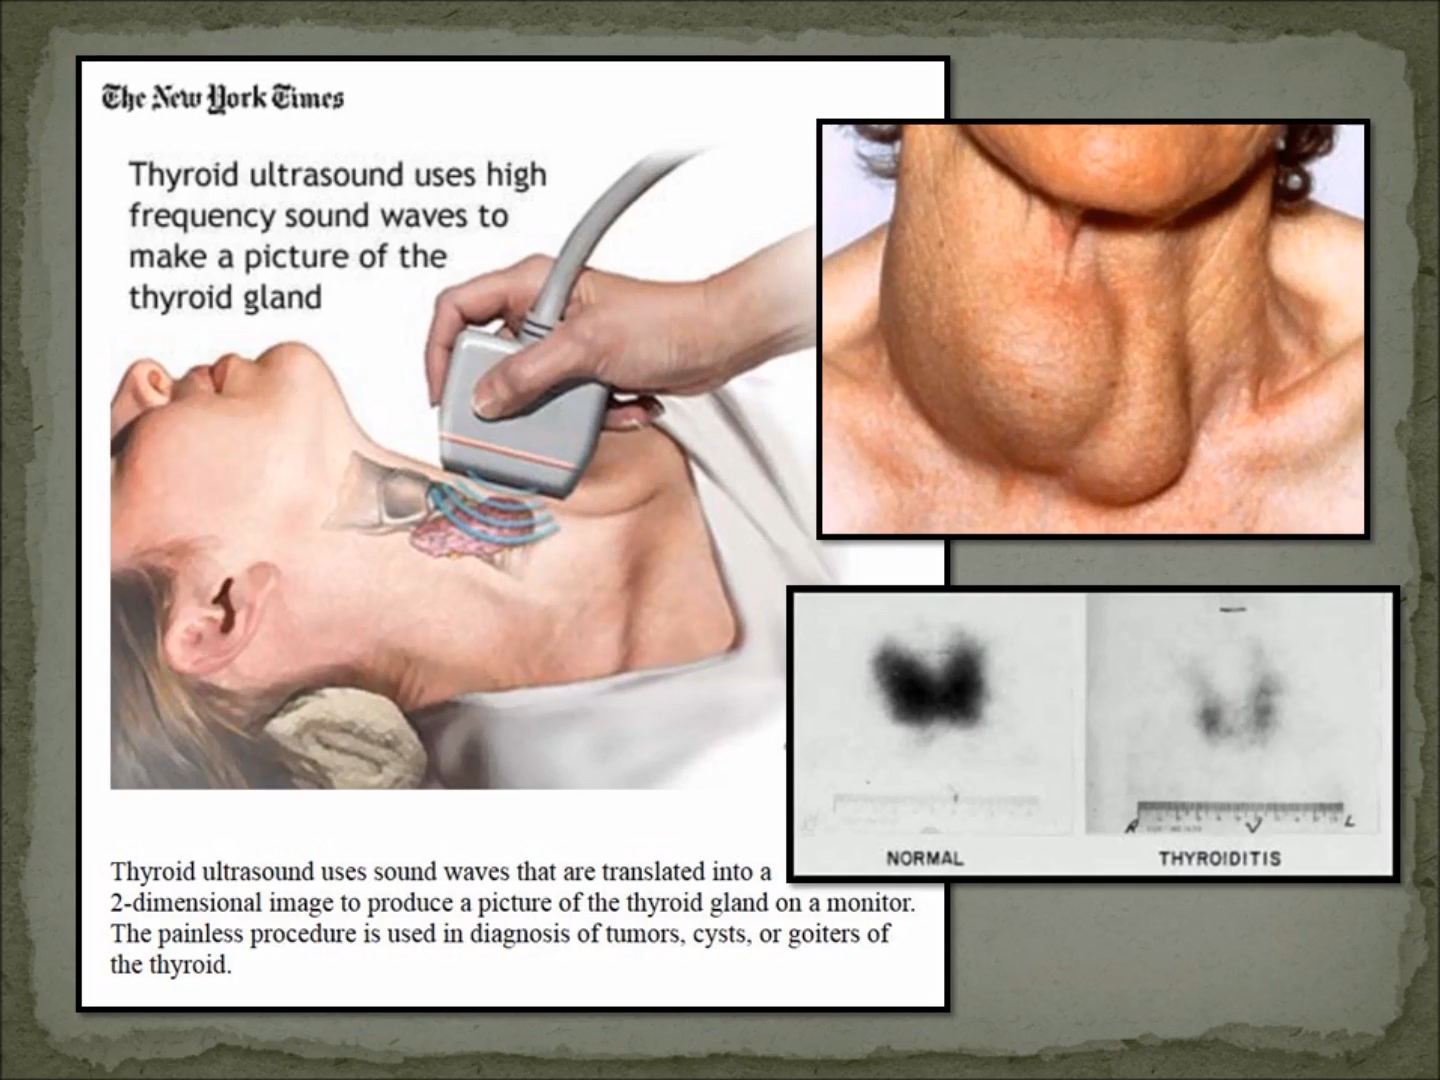 The New York Times
Thyroid ultrasound uses high
frequency sound waves to
make a picture of the
thyroid gland
Thyroid ultrasound uses sound waves that are translated into a
2-dimensional image to produce a picture of the thyroid gland on a monitor.
The painless procedure is used in diagnosis of tumors, cysts, or goiters of
the thyroid.
R L
NORMAL THYROIDITIS